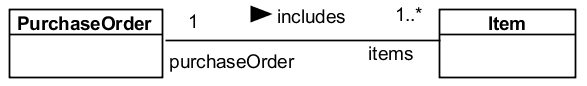 PurchaseOrder
1
includes
1..*
Item
purchaseOrder
items